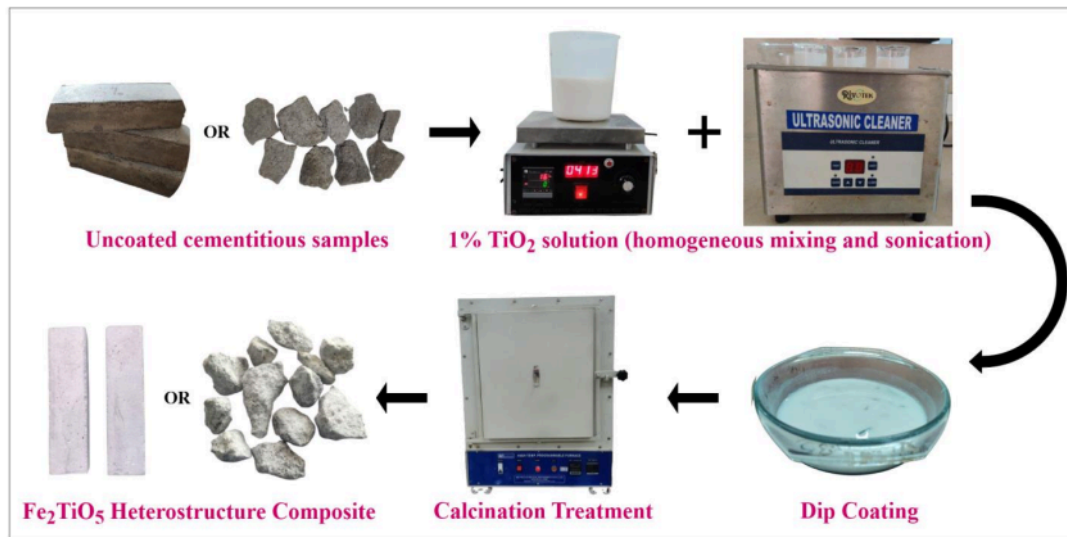 OR
Uncoated cementitious samples
0413
+
ULTRASONIC CLEANER
ULTRASONIC CLEANER
1% TiO₂ solution (homogeneous mixing and sonication)
OR
Fe₂TiO₅ Heterostructure Composite
Calcination Treatment
Dip Coating